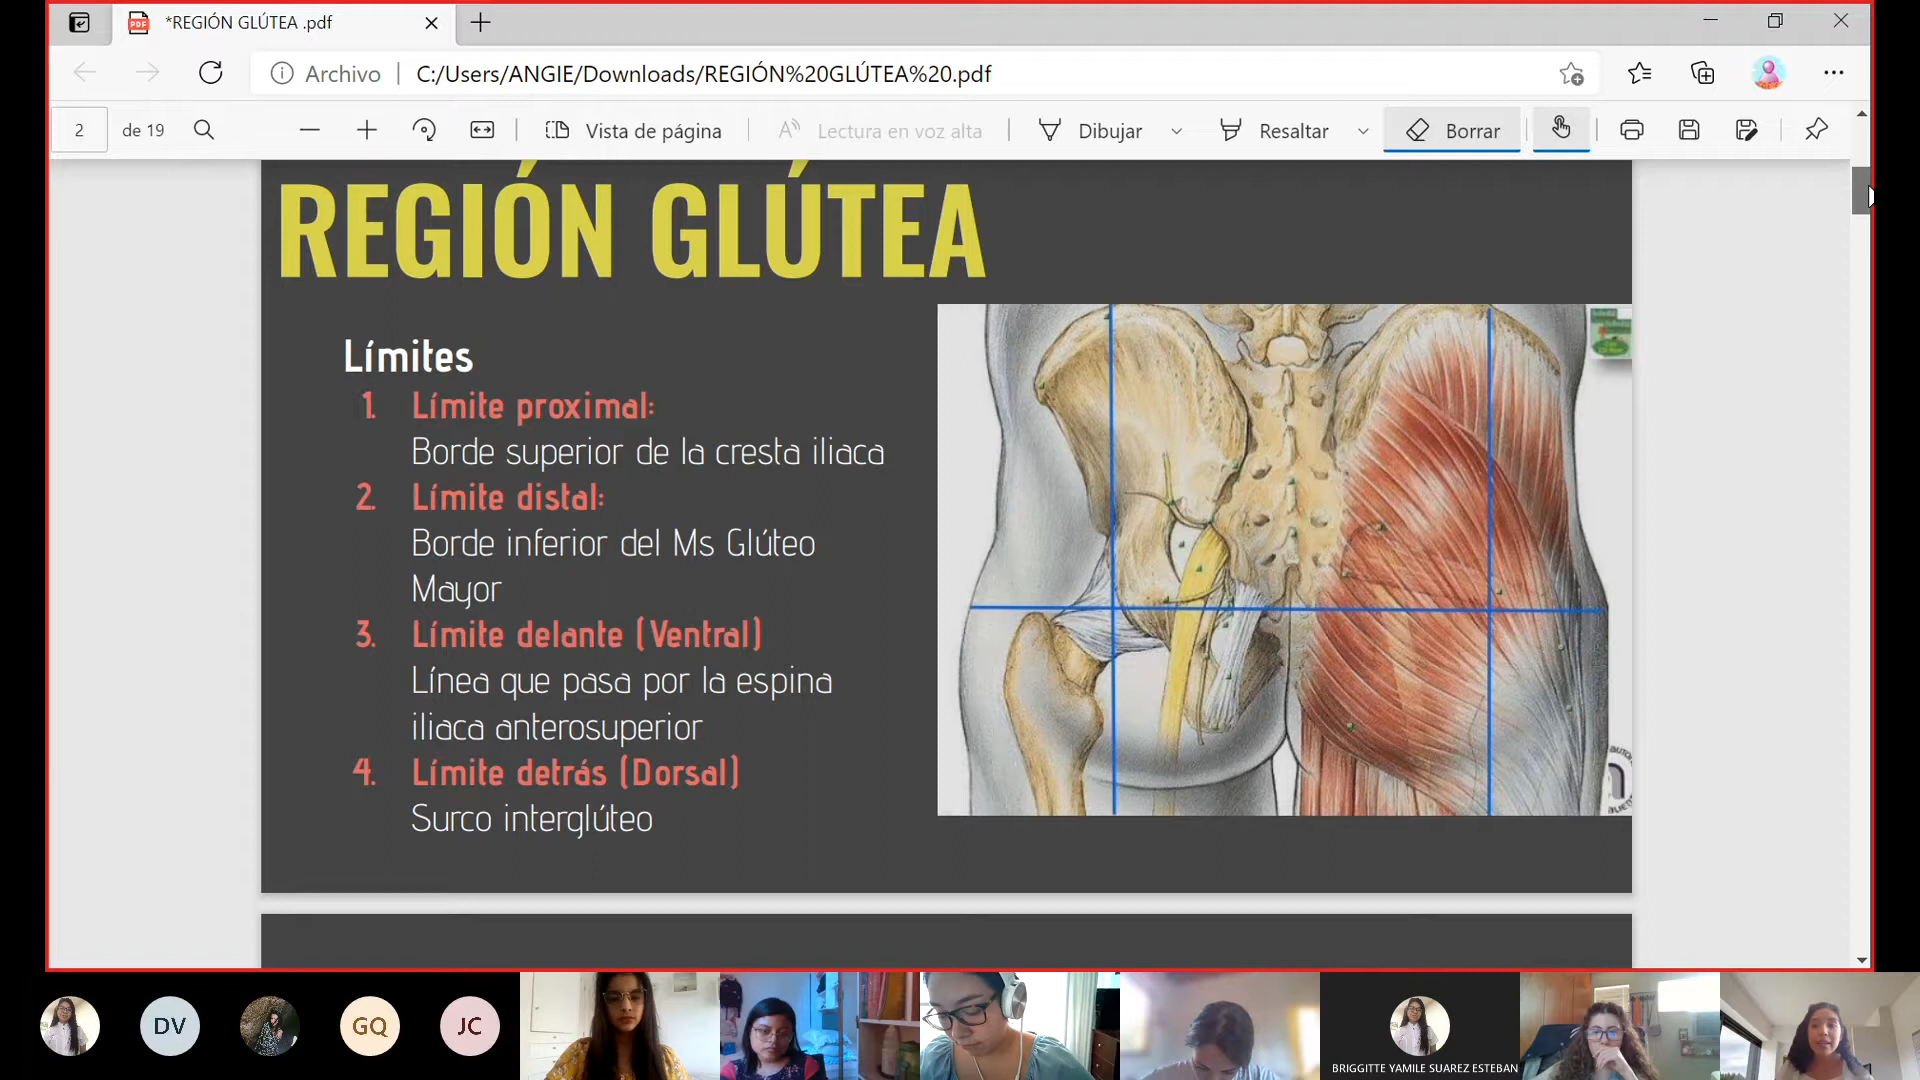 *REGIÓN GLÚTEA .pdf
Archivo
C:/Users/ANGIE/Downloads/REGIÓN%20GLÚTEA%20.pdf
2 de 19
Vista de página
Lectura en voz alta
Dibujar
Resaltar
Borrar
REGIÓN GLÚTEA
Límites
1. Límite proximal:
Borde superior de la cresta iliaca
2. Límite distal:
Borde inferior del Ms Glúteo
Mayor
3. Límite delante (Ventral)
Línea que pasa por la espina
iliaca anterosuperior
4. Límite detrás (Dorsal)
Surco interglúteo
DV
GQ
JC
BRIGGITTE YAMILE SUAREZ ESTEBAN